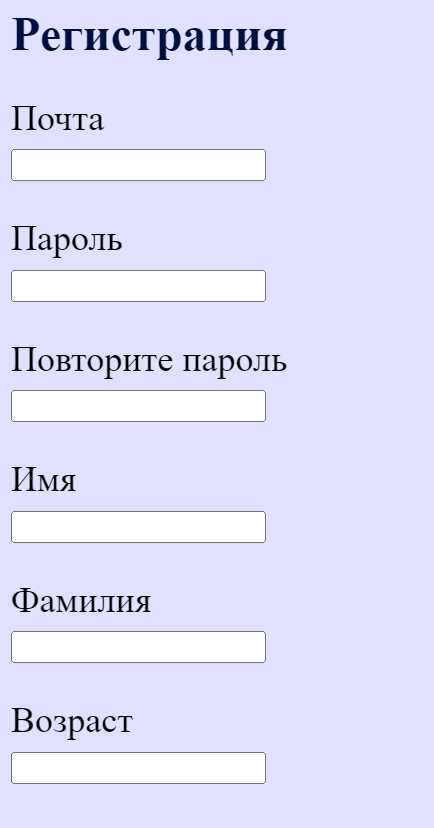 Регистрация
Почта
Пароль
Повторите пароль
Имя
Фамилия
Возраст